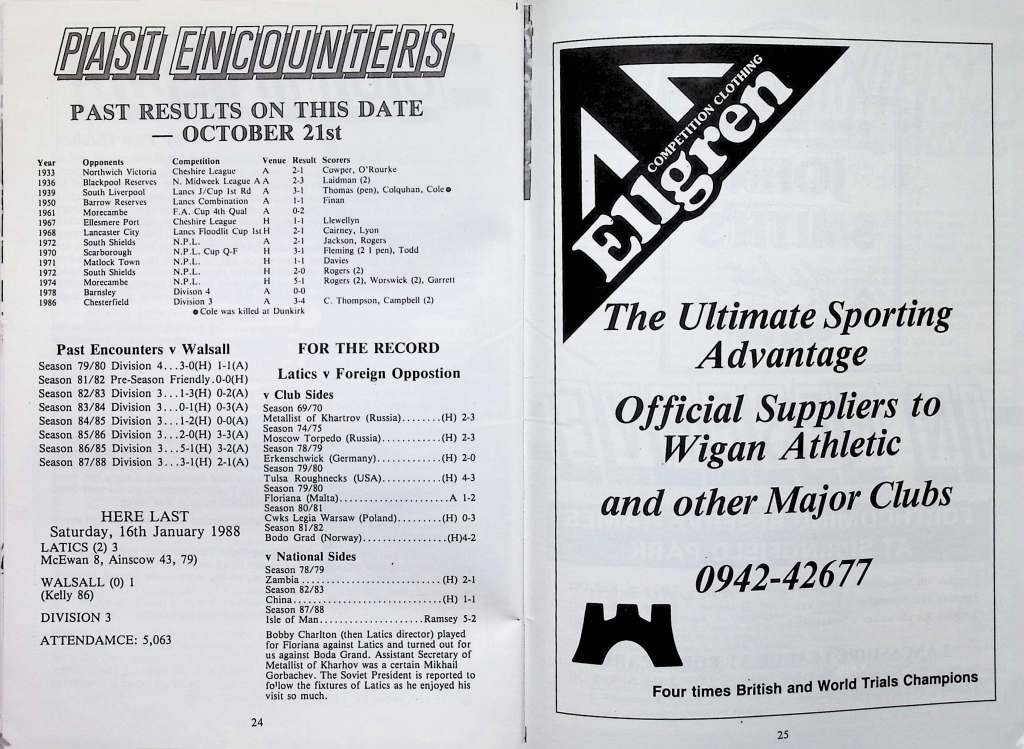 PAST ENCOUNTERS
PAST RESULTS ON THIS DATE
— OCTOBER 21st
Year Opponents Competition Venue Result Scorers
1933 Northwich Victoria Cheshire League A 2-1 Cowper, O'Rourke
1936 Blackpool Reserves N. Midweek League A A 2-3 Laidman (2)
1939 South Liverpool Lancs J/Cup 1st Rd A 3-1 Thomas (pen), Colquhan, Cole●
1950 Barrow Reserves Lancs Combination A 1-1 Finan
1961 Morecambe F.A. Cup 4th Qual A 0-2
1967 Ellesmere Port Cheshire League H 1-1 Llewellyn
1968 Lancaster City Lancs Floodlit Cup 1st H 2-1 Cairney, Lyon
1972 South Shields N.P.L. A 2-1 Jackson, Rogers
1970 Scarborough N.P.L. Cup Q-F H 3-1 Fleming (2 1 pen), Todd
1971 Matlock Town N.P.L. H 1-1 Davies
1972 South Shields N.P.L. H 2-0 Rogers (2)
1974 Morecambe N.P.L. H 5-1 Rogers (2), Worswick (2), Garrett
1978 Barnsley Divison 4 A 0-0
1986 Chesterfield Division 3 A 3-4 C. Thompson, Campbell (2)
●Cole was killed at Dunkirk
Past Encounters v Walsall
Season 79/80 Division 4...3-0(H) 1-1(A)
Season 81/82 Pre-Season Friendly.0-0(H)
Season 82/83 Division 3...1-3(H) 0-2(A)
Season 83/84 Division 3...0-1(H) 0-3(A)
Season 84/85 Division 3...1-2(H) 0-0(A)
Season 85/86 Division 3...2-0(H) 3-3(A)
Season 86/85 Division 3...5-1(H) 3-2(A)
Season 87/88 Division 3...3-1(H) 2-1(A)
HERE LAST
Saturday, 16th January 1988
LATICS (2) 3
McEwan 8, Ainscow 43, 79)
WALSALL (0) 1
(Kelly 86)
DIVISION 3
ATTENDAMCE: 5,063
FOR THE RECORD
Latics v Foreign Oppostion
v Club Sides
Season 69/70
Metallist of Khartrov (Russia)........(H) 2-3
Season 74/75
Moscow Torpedo (Russia)............(H) 2-3
Season 78/79
Erkenschwick (Germany).............(H) 2-0
Season 79/80
Tulsa Roughnecks (USA).............(H) 4-3
Season 79/80
Floriana (Malta)......................A 1-2
Season 80/81
Cwks Legia Warsaw (Poland).........(H) 0-3
Season 81/82
Bodo Grad (Norway).................(H)4-2
v National Sides
Season 78/79
Zambia ............................(H) 2-1
Season 82/83
China...............................(H) 1-1
Season 87/88
Isle of Man.....................Ramsey 5-2
Bobby Charlton (then Latics director) played
for Floriana against Latics and turned out for
us against Boda Grand. Assistant Secretary of
Metallist of Kharhov was a certain Mikhail
Gorbachev. The Soviet President is reported to
follow the fixtures of Latics as he enjoyed his
visit so much.
24
COMPETITION CLOTHING
Ellgren
The Ultimate Sporting
Advantage
Official Suppliers to
Wigan Athletic
and other Major Clubs
0942-42677
Four times British and World Trials Champions
25